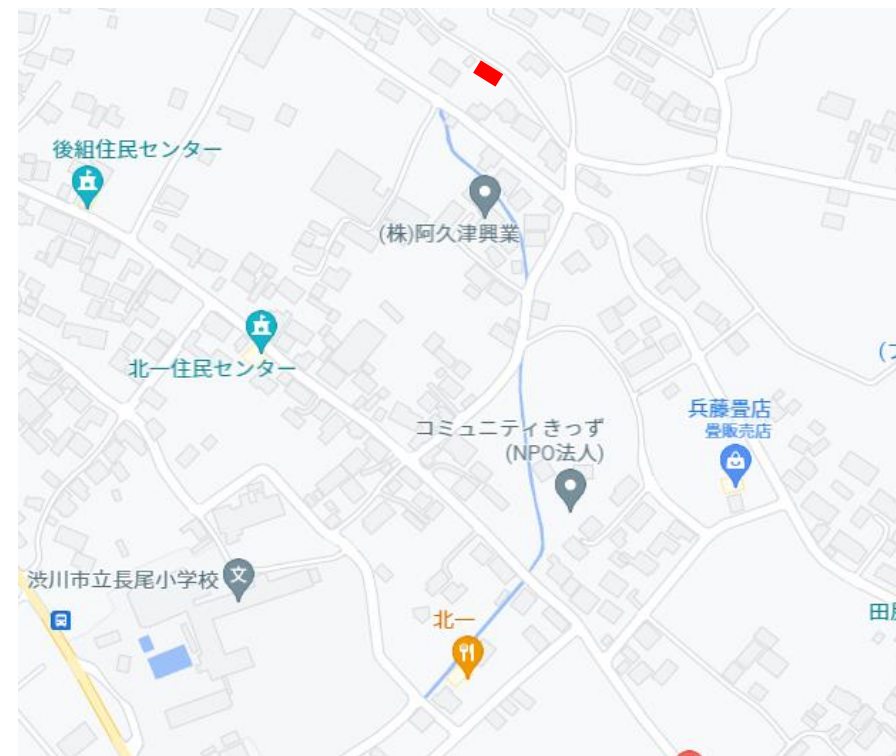 後組住民センター
(株)阿久津興業
北一住民センター
コミュニティきっず
(NPO法人)
兵藤畳店
畳販売店
渋川市立長尾小学校
文
北一